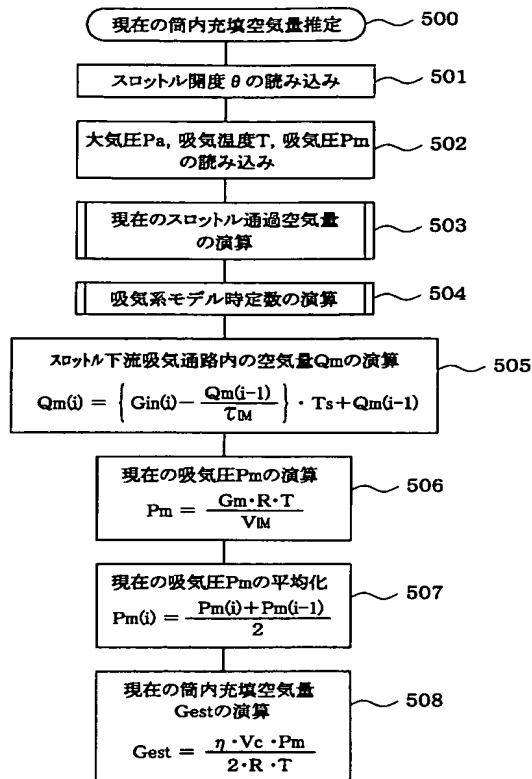 現在の筒内充填空気量推定
500
スロットル開度θの読み込み
501
大気圧Pa, 吸気温度T, 吸気圧Pm
の読み込み
502
現在のスロットル通過空気量
の演算
503
吸気系モデル時定数の演算
504
スロットル下流吸気通路内の空気量Qmの演算
Qm(i) = {Gin(i) − Qm(i-1)/τIM}・Ts+Qm(i-1)
505
現在の吸気圧Pmの演算
Pm = Gm・R・T/VIM
506
現在の吸気圧Pmの平均化
Pm(i) = Pm(i)+Pm(i-1)/2
507
現在の筒内充填空気量
Gestの演算
Gest = η・Vc・Pm/2・R・T
508